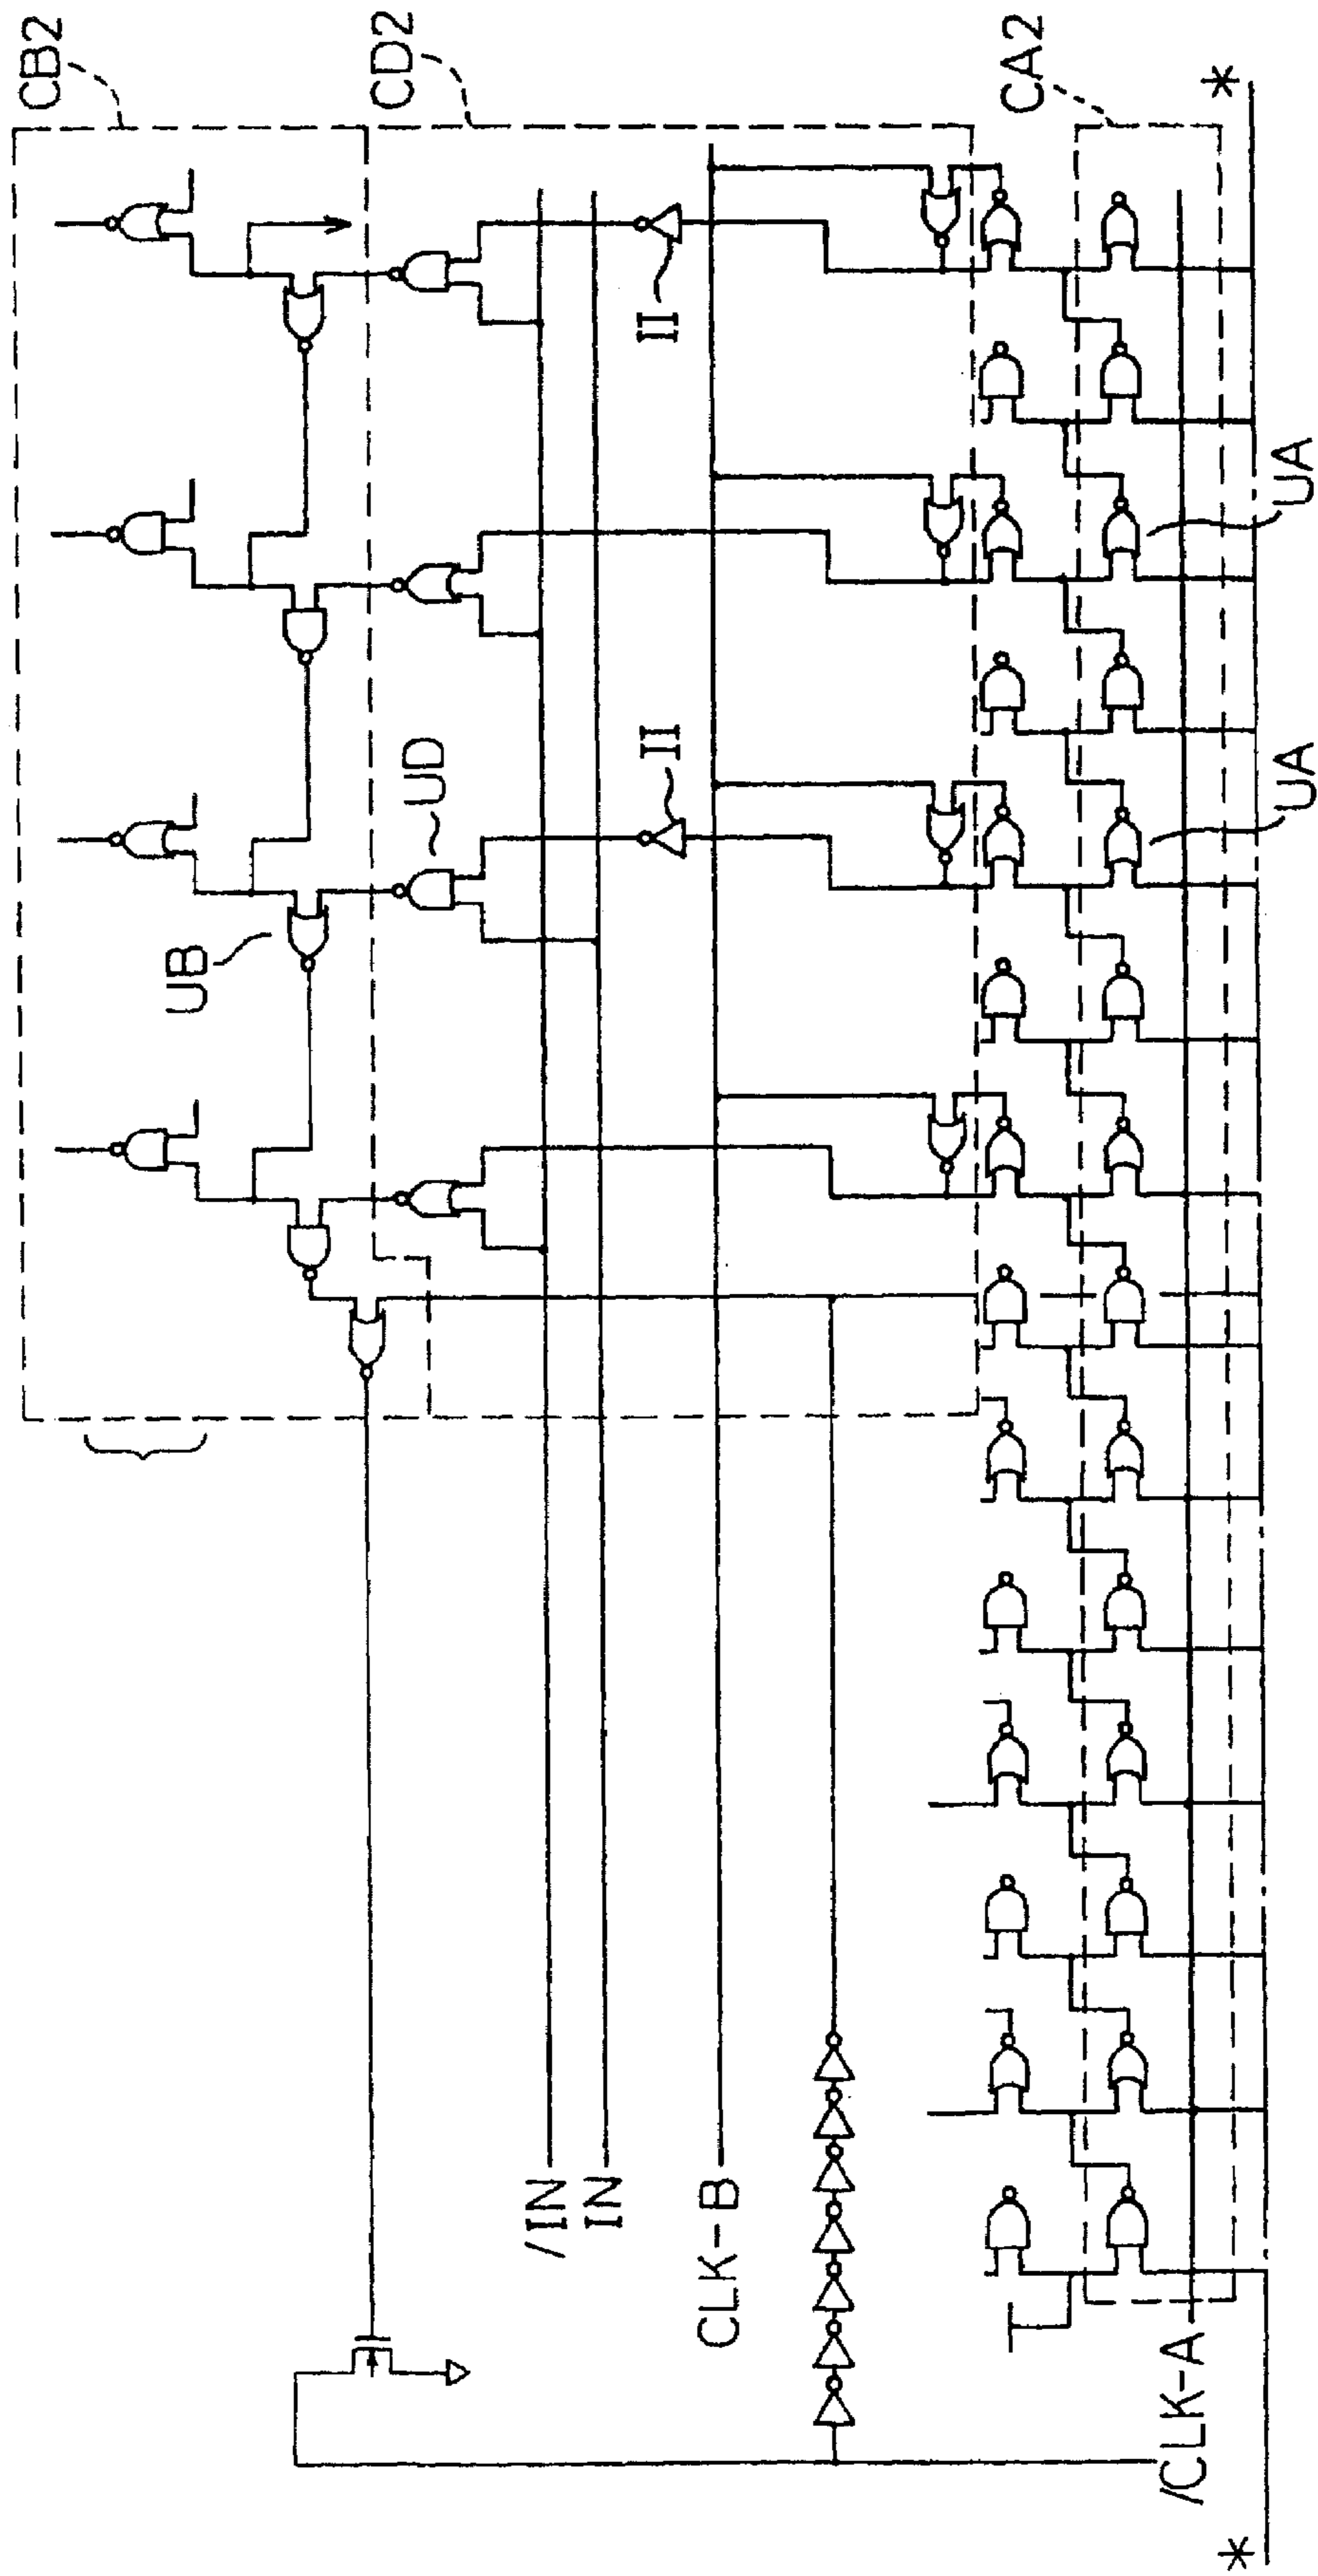 CB2
CD2
CA2
*
II
UA
II
UD
UA
UB
/IN
IN
CLK-B
/CLK-A
*